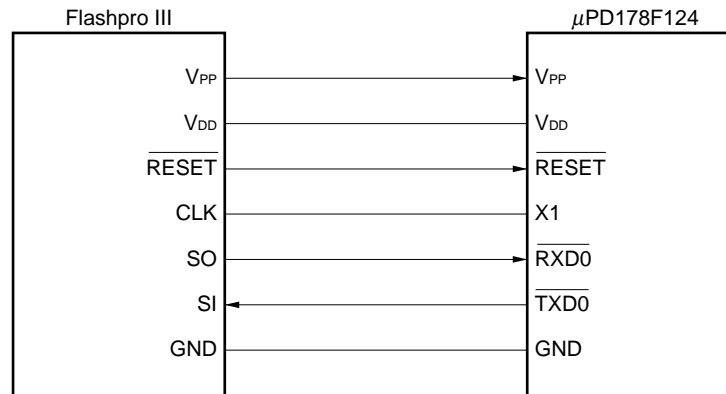 Flashpro III μPD178F124
VPP VPP
VDD VDD
RESET RESET
CLK X1
SO RXD0
SI TXD0
GND GND